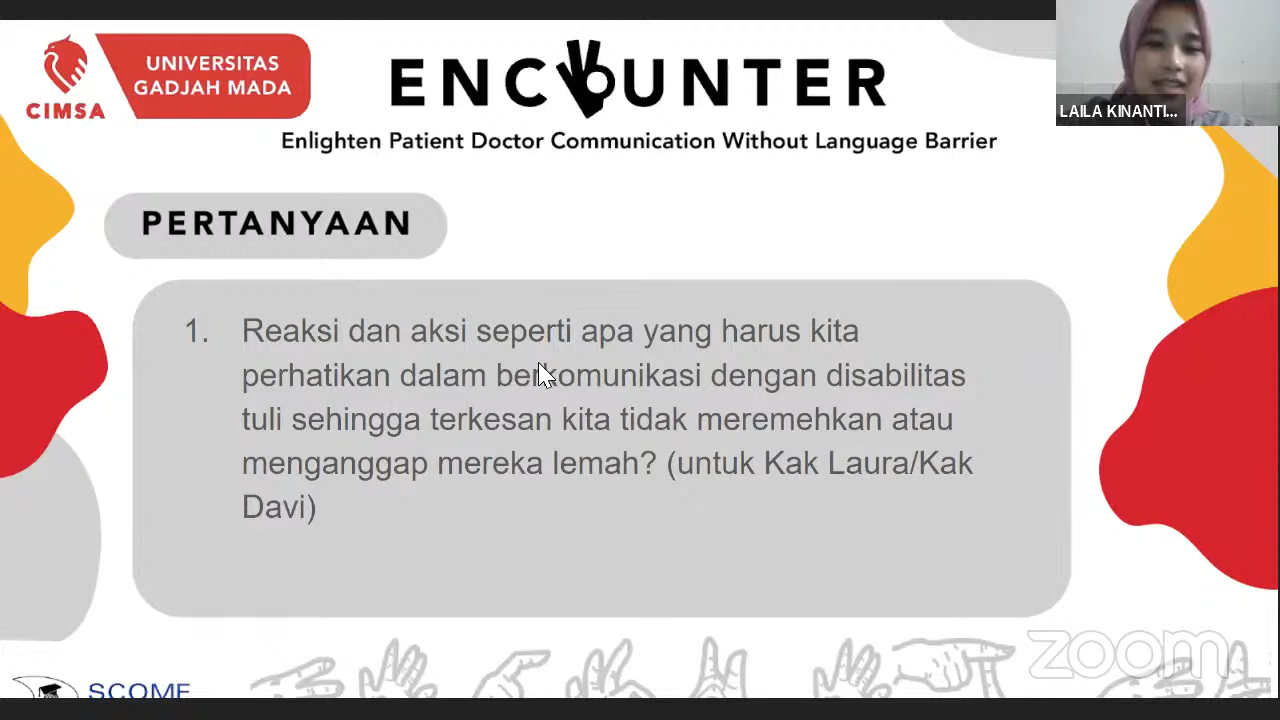 CIMSA
UNIVERSITAS
GADJAH MADA
ENCOUNTER
Enlighten Patient Doctor Communication Without Language Barrier
LAILA KINANTI...
PERTANYAAN
1. Reaksi dan aksi seperti apa yang harus kita
perhatikan dalam berkomunikasi dengan disabilitas
tuli sehingga terkesan kita tidak meremehkan atau
menganggap mereka lemah? (untuk Kak Laura/Kak
Davi)
zoom
SCOME